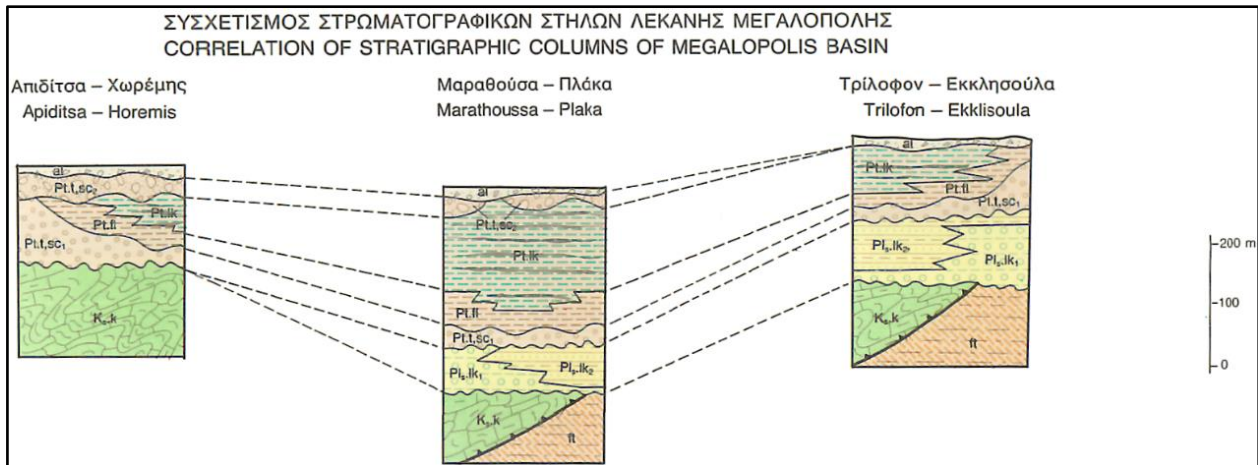 ΣΥΣΧΕΤΙΣΜΟΣ ΣΤΡΩΜΑΤΟΓΡΑΦΙΚΩΝ ΣΤΗΛΩΝ ΛΕΚΑΝΗΣ ΜΕΓΑΛΟΠΟΛΗΣ
CORRELATION OF STRATIGRAPHIC COLUMNS OF MEGALOPOLIS BASIN
Απιδίτσα – Χωρέμης
Apiditsa – Horemis
al
Pt.t,sc₂
Pt.lk
Pt.fl
Pt.t,sc₁
Kₛ.k
Μαραθούσα – Πλάκα
Marathoussa – Plaka
al
Pt.t,sc₂
Pt.lk
Pt.fl
Pt.t,sc₁
Plₛ.lk₁
Plₛ.lk₂
Kₛ.k
ft
Τρίλοφον – Εκκλησούλα
Trilofon – Ekklisoula
al
Pt.lk
Pt.fl
Pt.t,sc₁
Plₛ.lk₂
Plₛ.lk₁
Kₛ.k
ft
200 m
100
0